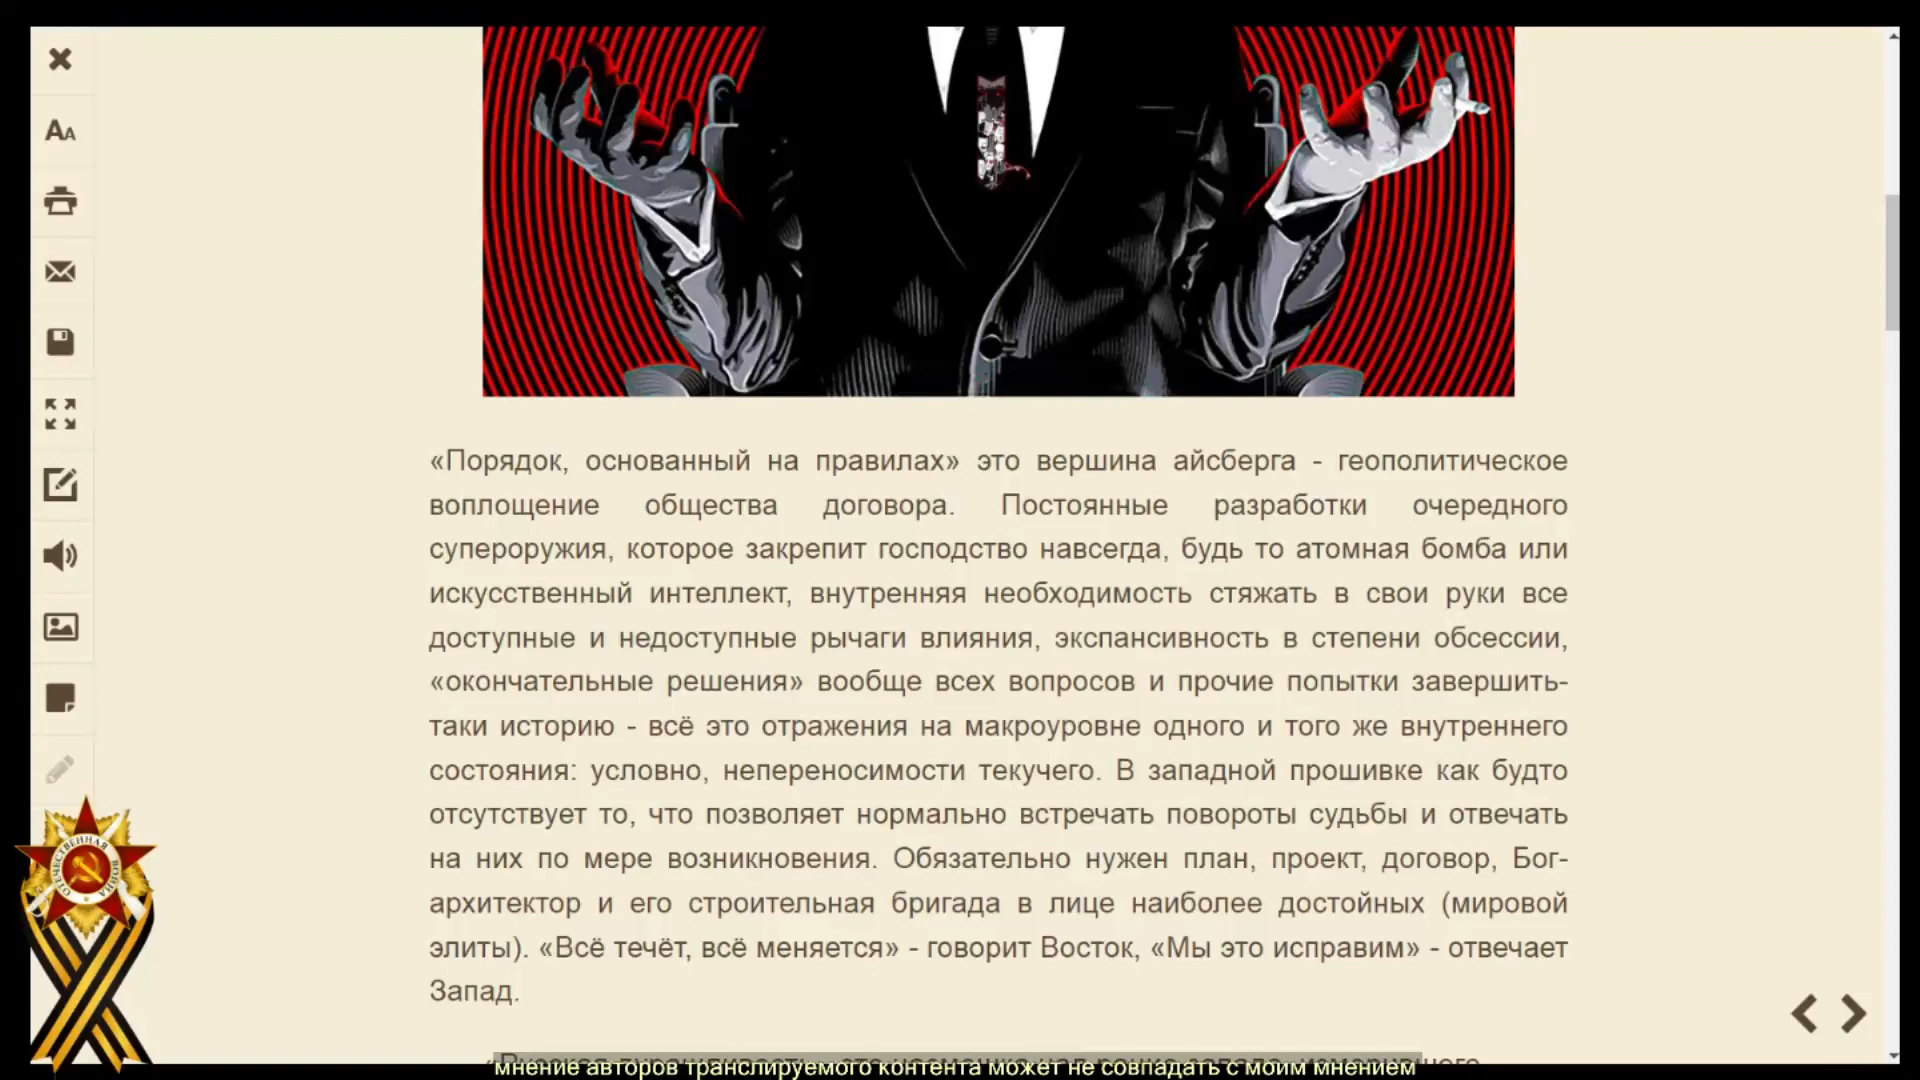 «Порядок, основанный на правилах» это вершина айсберга - геополитическое
воплощение общества договора. Постоянные разработки очередного
супероружия, которое закрепит господство навсегда, будь то атомная бомба или
искусственный интеллект, внутренняя необходимость стяжать в свои руки все
доступные и недоступные рычаги влияния, экспансивность в степени обсессии,
«окончательные решения» вообще всех вопросов и прочие попытки завершить-
таки историю - всё это отражения на макроуровне одного и того же внутреннего
состояния: условно, непереносимости текучего. В западной прошивке как будто
отсутствует то, что позволяет нормально встречать повороты судьбы и отвечать
на них по мере возникновения. Обязательно нужен план, проект, договор, Бог-
архитектор и его строительная бригада в лице наиболее достойных (мировой
элиты). «Всё течёт, всё меняется» - говорит Восток, «Мы это исправим» - отвечает
Запад.
AA
ОТЕЧЕСТВЕННАЯ ВОЙНА
мнение авторов транслируемого контента может не совпадать с моим мнением